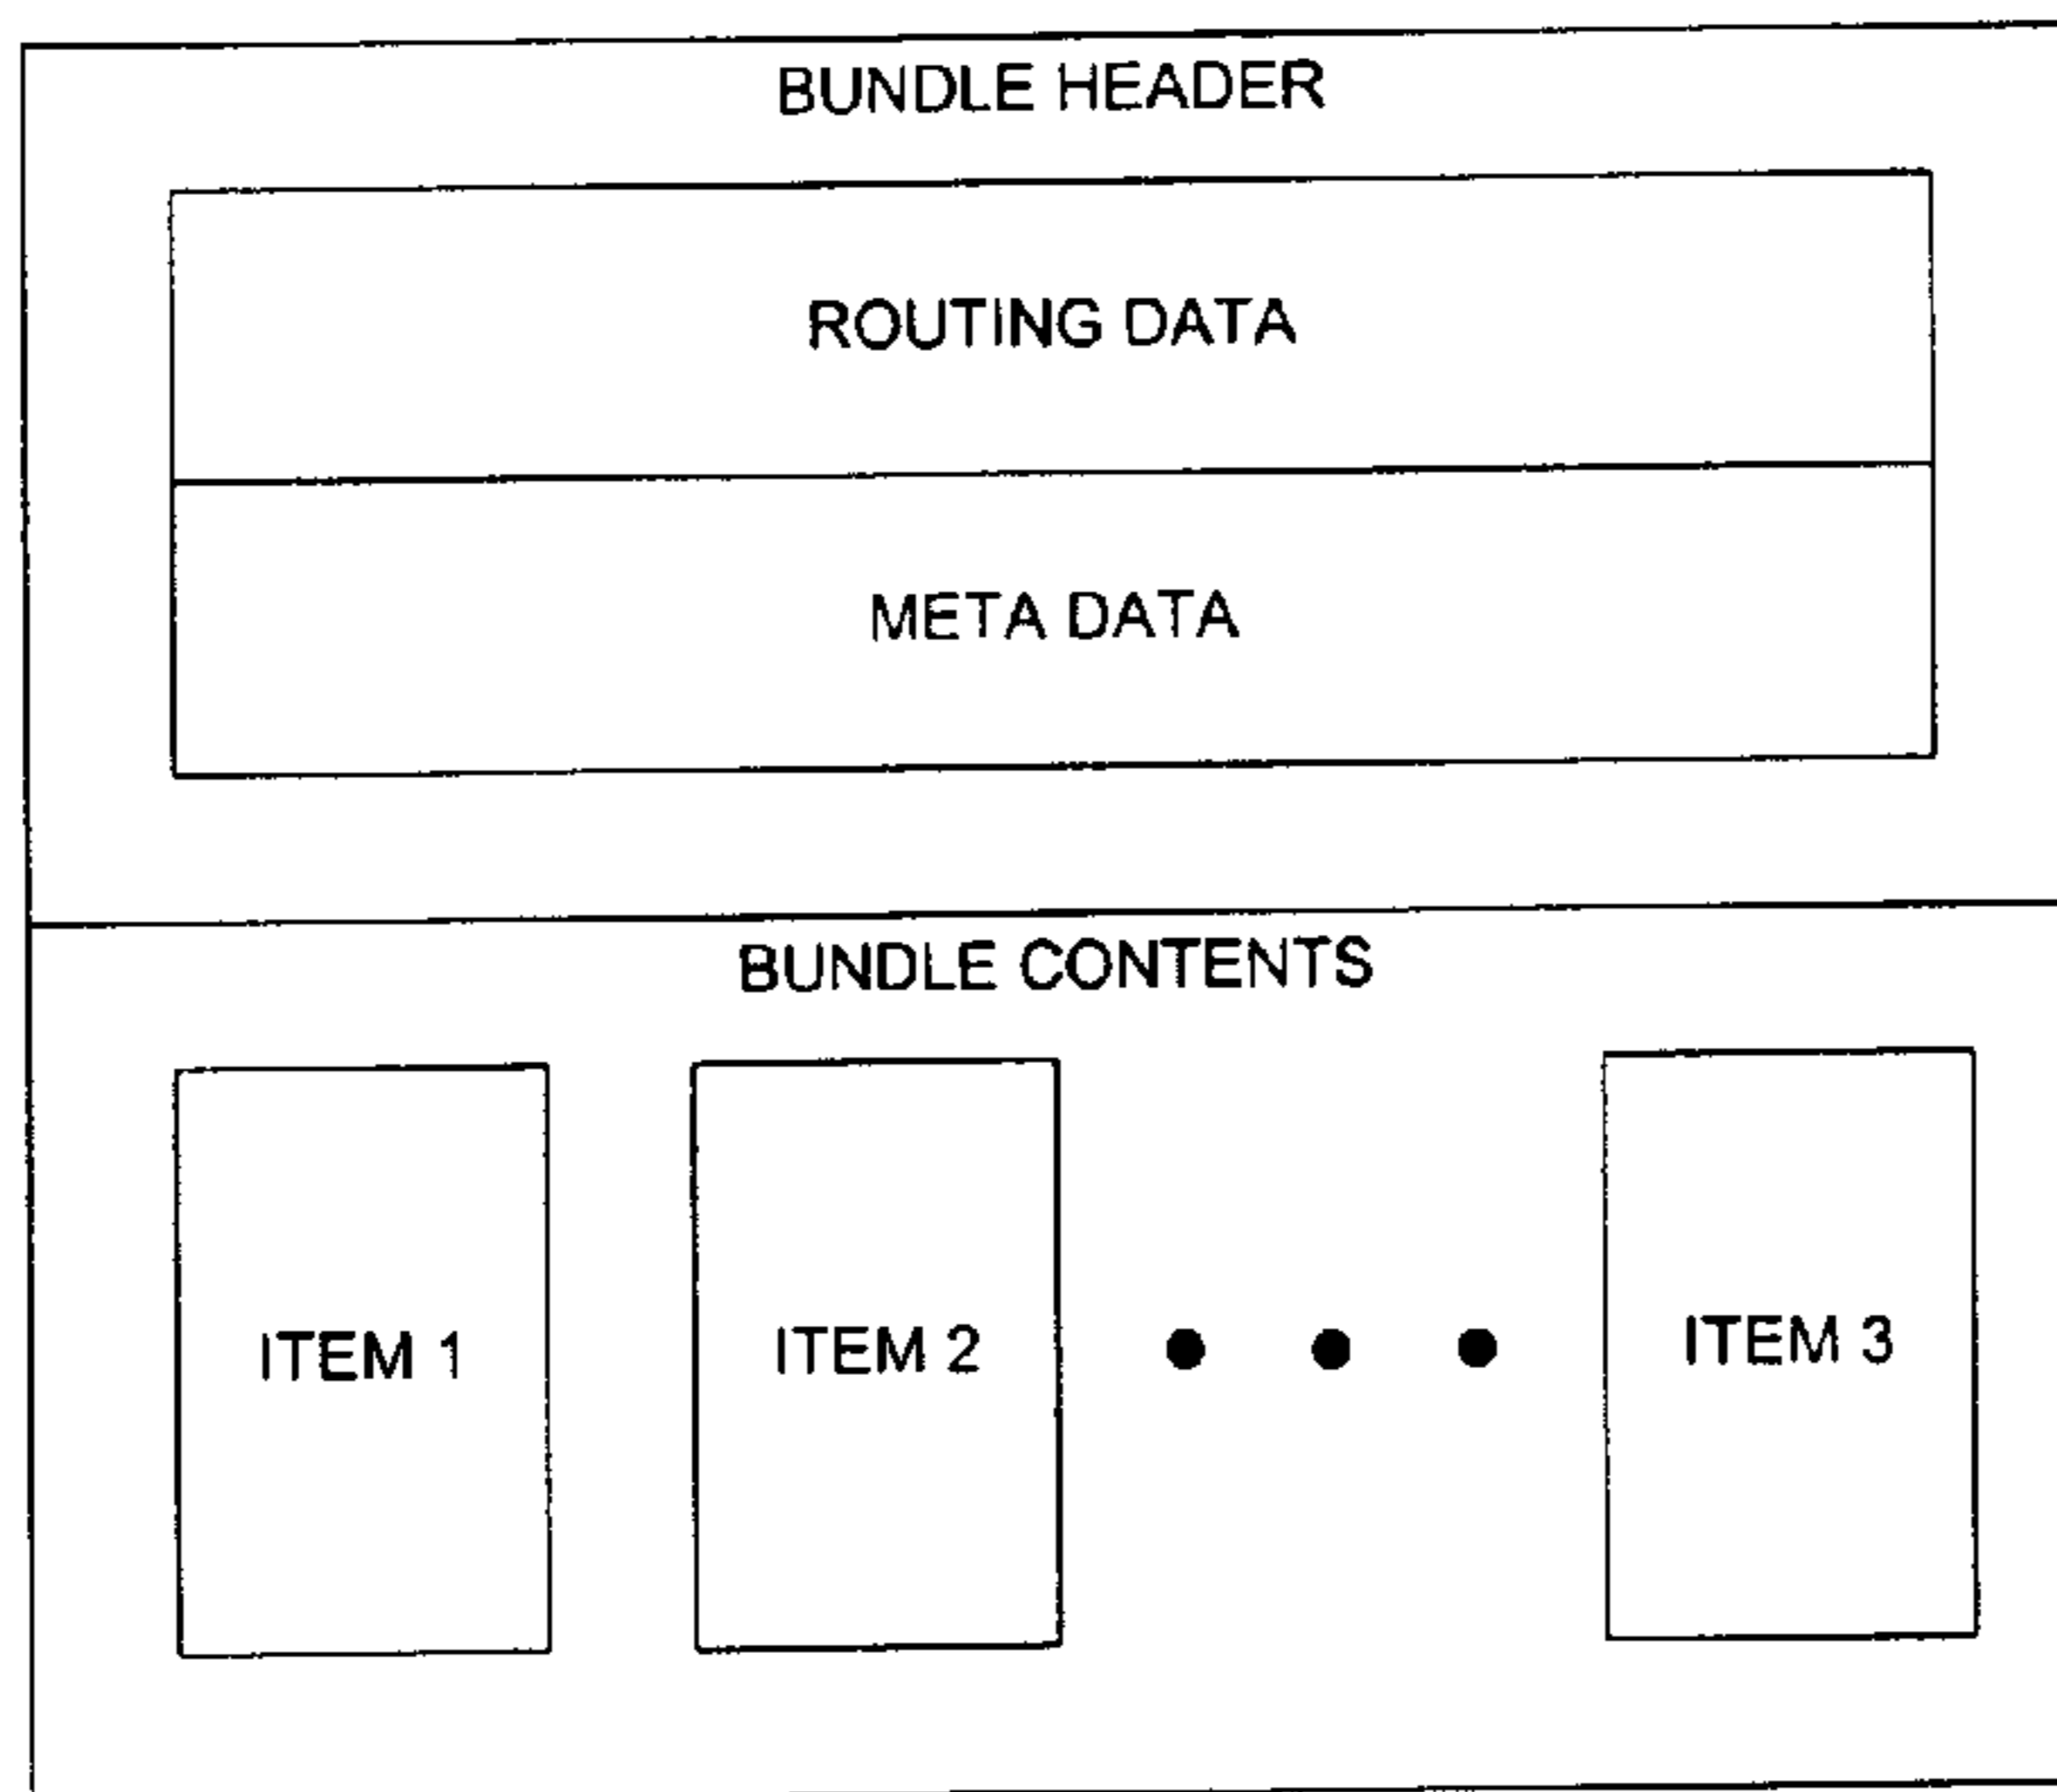 BUNDLE HEADER
ROUTING DATA
META DATA
BUNDLE CONTENTS
ITEM 1
ITEM 2
ITEM 3